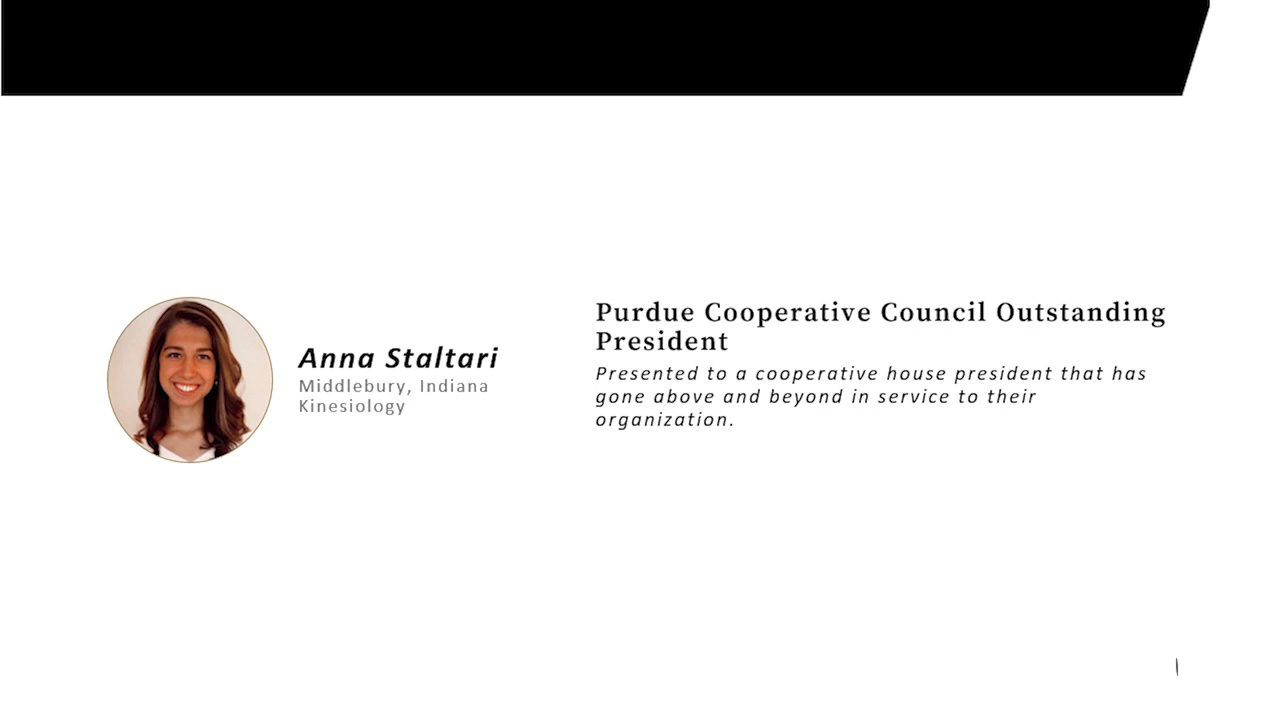 Anna Staltari
Middlebury, Indiana
Kinesiology
Purdue Cooperative Council Outstanding
President
Presented to a cooperative house president that has
gone above and beyond in service to their
organization.